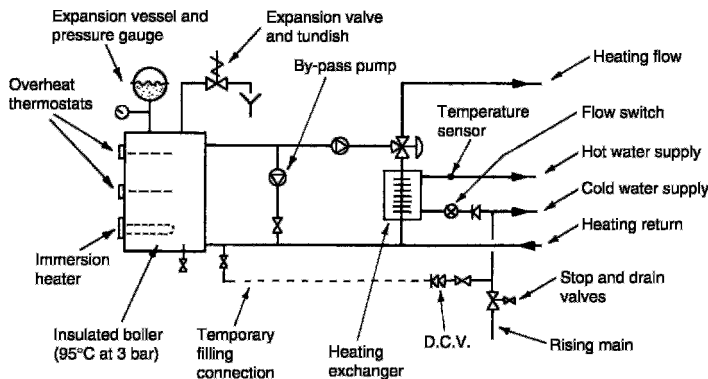 Expansion vessel and
pressure gauge
Expansion valve
and tundish
By-pass pump
Heating flow
Overheat
thermostats
Temperature
sensor
Flow switch
Hot water supply
Cold water supply
Heating return
Immersion
heater
Stop and drain
valves
Insulated boiler
(95°C at 3 bar)
Temporary
filling
connection
Heating
exchanger
D.C.V.
Rising main